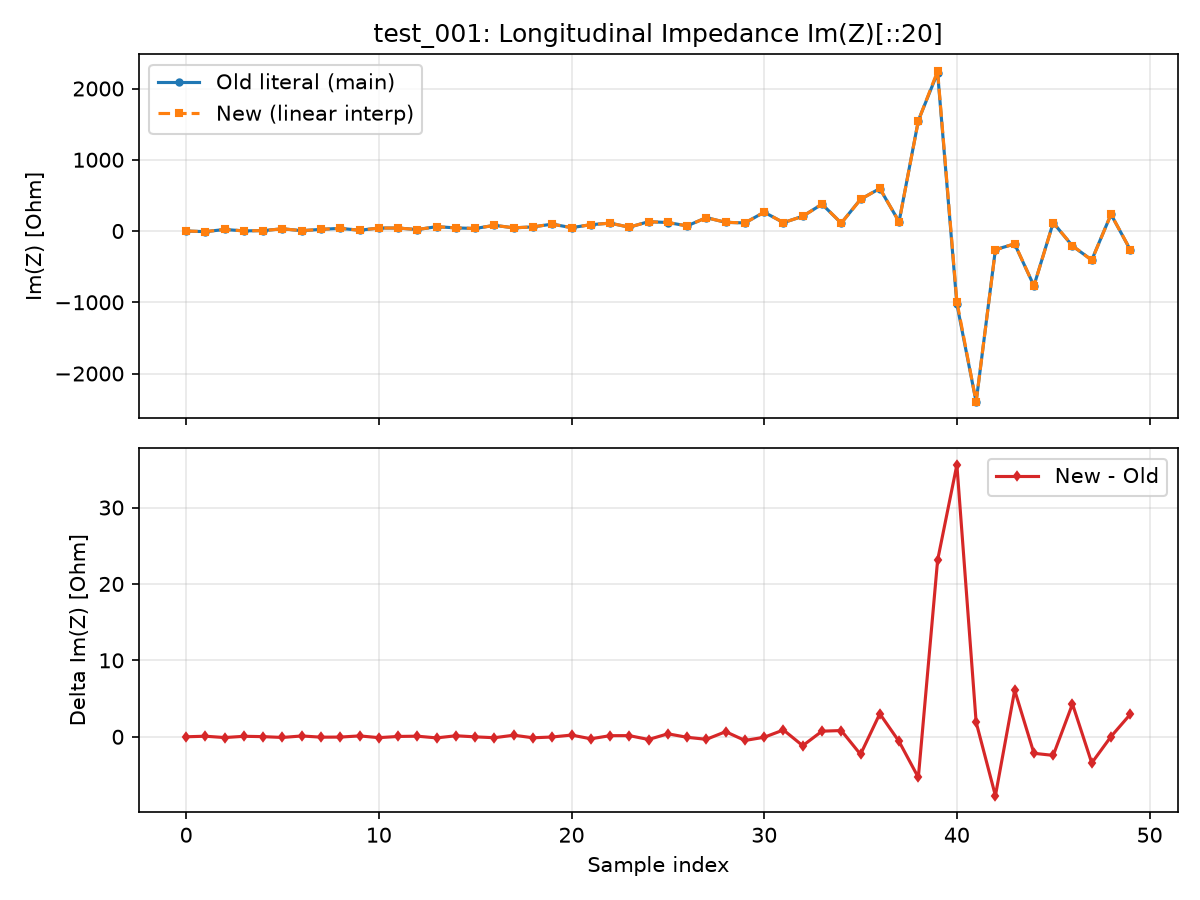 test_001: Longitudinal Impedance Im(Z)[::20]
Old literal (main)
New (linear interp)
Im(Z) [Ohm]
2000
1000
0
−1000
−2000
New - Old
Delta Im(Z) [Ohm]
30
20
10
0
0 10 20 30 40 50
Sample index